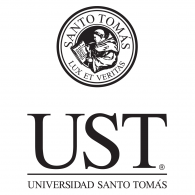 SANTO TOMÁS
LUX ET VERITAS
UST®
UNIVERSIDAD SANTO TOMÁS